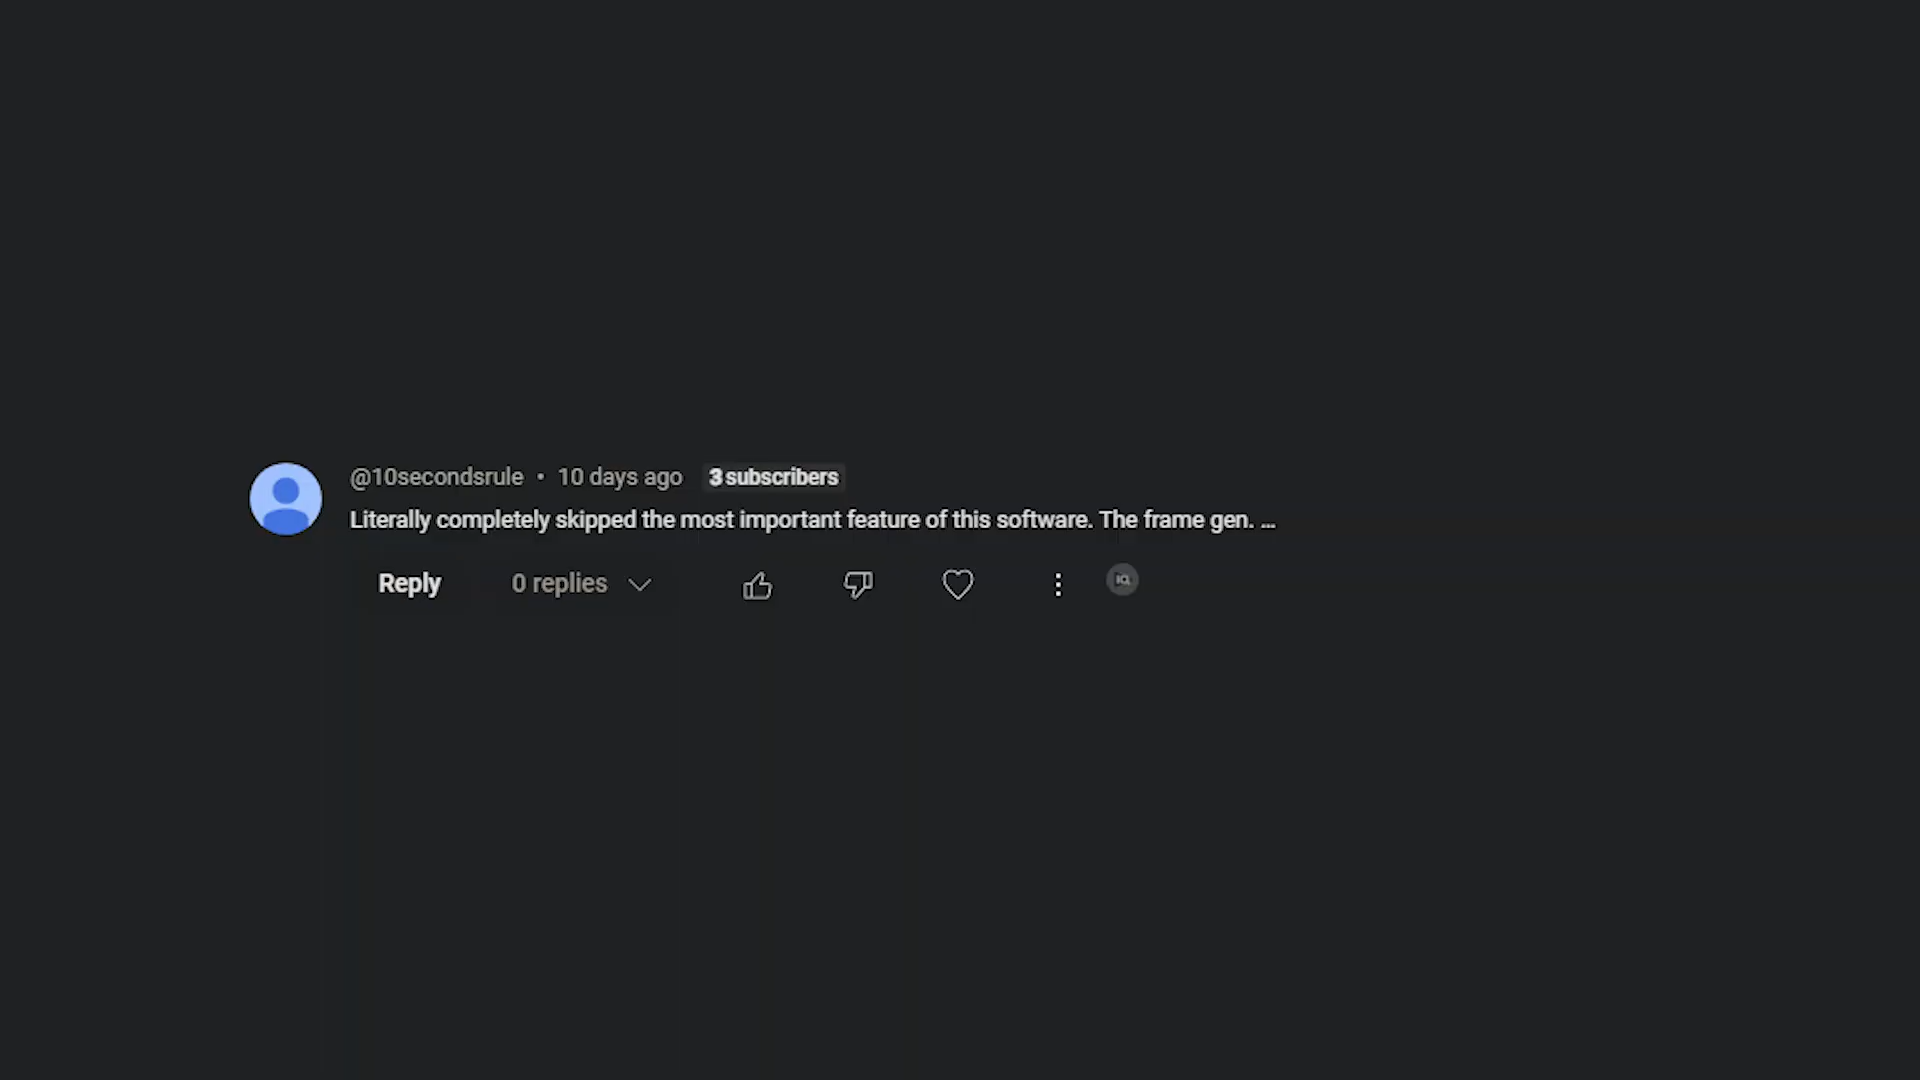 @10secondsrule • 10 days ago 3 subscribers
Literally completely skipped the most important feature of this software. The frame gen. ...
Reply 0 replies